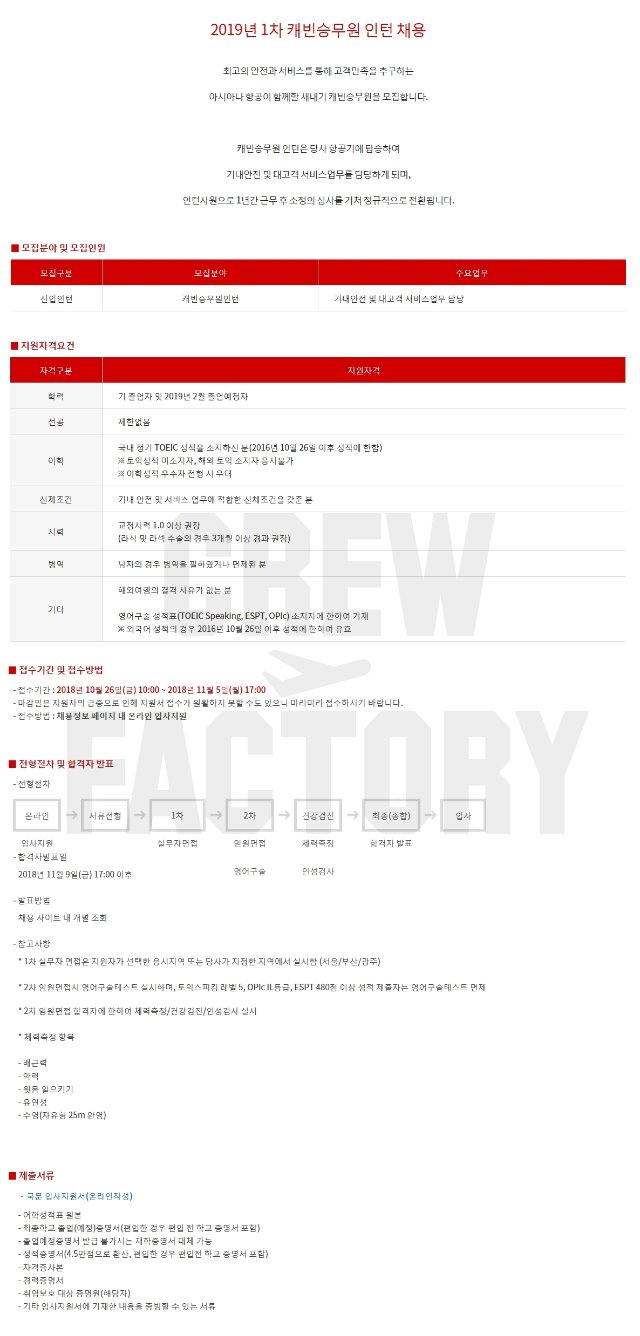 2019년 1차 캐빈승무원 인턴 채용
최고의 안전과 서비스를 통해 고객만족을 추구하는
아시아나 항공이 함께할 새내기 캐빈승무원을 모집합니다.
캐빈승무원 인턴은 당사 항공기에 탑승하여
기내안전 및 대고객 서비스업무를 담당하게 되며,
인턴사원으로 1년간 근무 후 소정의 심사를 거쳐 정규직으로 전환됩니다.
■ 모집분야 및 모집인원
모집구분 모집분야 주요업무
신입인턴 캐빈승무원인턴 기내안전 및 대고객 서비스업무 담당
■ 지원자격요건
자격구분 지원자격
학력 기 졸업자 및 2019년 2월 졸업예정자
전공 제한없음
어학 국내 정기 TOEIC 성적을 소지하신 분(2016년 10월 26일 이후 성적에 한함)
※ 토익성적 미소지자, 해외 토익 소지자 응시불가
※ 어학성적 우수자 전형 시 우대
신체조건 기내 안전 및 서비스 업무에 적합한 신체조건을 갖춘 분
시력 교정시력 1.0 이상 권장
(라식 및 라섹 수술의 경우 3개월 이상 경과 권장)
병역 남자의 경우 병역을 필하였거나 면제된 분
기타 해외여행의 결격 사유가 없는 분
영어구술 성적표(TOEIC Speaking, ESPT, OPIc) 소지자에 한하여 기재
※ 외국어 성적의 경우 2016년 10월 26일 이후 성적에 한하여 유효
CREW
FACTORY
■ 접수기간 및 접수방법
- 접수기간 : 2018년 10월 26일(금) 10:00 ~ 2018년 11월 5일(월) 17:00
- 마감일은 지원자의 급증으로 인해 지원서 접수가 원활하지 못할 수도 있으니 미리미리 접수하시기 바랍니다.
- 접수방법 : 채용정보 페이지 내 온라인 입사지원
■ 전형절차 및 합격자 발표
- 전형절차
온라인 → 서류전형 → 1차 → 2차 → 건강검진 → 최종(종합) → 입사
입사지원 실무자면접 임원면접 체력측정 합격자 발표
- 합격자발표일
영어구술 인성검사
2018년 11월 9일(금) 17:00 이후
- 발표방법
채용 사이트 내 개별 조회
- 참고사항
* 1차 실무자 면접은 지원자가 선택한 응시지역 또는 당사가 지정한 지역에서 실시함 (서울/부산/광주)
* 2차 임원면접시 영어구술테스트 실시하며, 토익스피킹 레벨 5, OPIc IL등급, ESPT 480점 이상 성적 제출자는 영어구술테스트 면제
* 2차 임원면접 합격자에 한하여 체력측정/건강검진/인성검사 실시
* 체력측정 항목
- 배근력
- 악력
- 윗몸 일으키기
- 유연성
- 수영(자유형 25m 완영)
■ 제출서류
- 국문 입사지원서(온라인작성)
- 어학성적표 원본
- 최종학교 졸업(예정)증명서(편입한 경우 편입 전 학교 증명서 포함)
- 졸업예정증명서 발급 불가시는 재학증명서 대체 가능
- 성적증명서(4.5만점으로 환산, 편입한 경우 편입전 학교 증명서 포함)
- 자격증사본
- 경력증명서
- 취업보호 대상 증명원(해당자)
- 기타 입사지원서에 기재한 내용을 증빙할 수 있는 서류